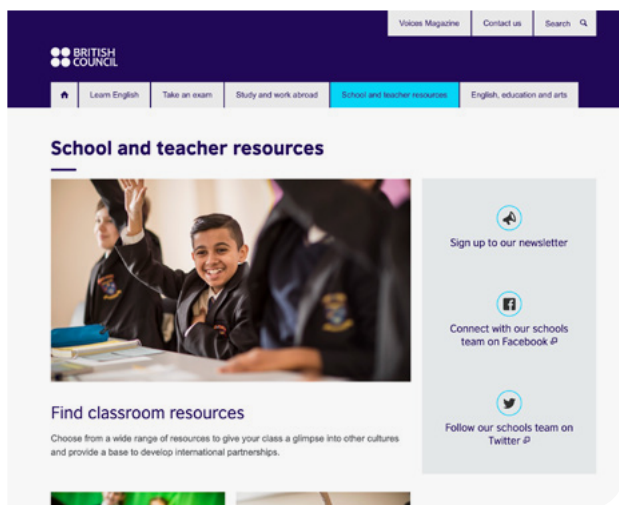 Voices Magazine
Contact us
Search
BRITISH
COUNCIL
Learn English
Take an exam
Study and work abroad
School and teacher resources
English, education and arts
School and teacher resources
Sign up to our newsletter
Connect with our schools
team on Facebook
Follow our schools team on
Twitter
Find classroom resources
Choose from a wide range of resources to give your class a glimpse into other cultures
and provide a base to develop international partnerships.